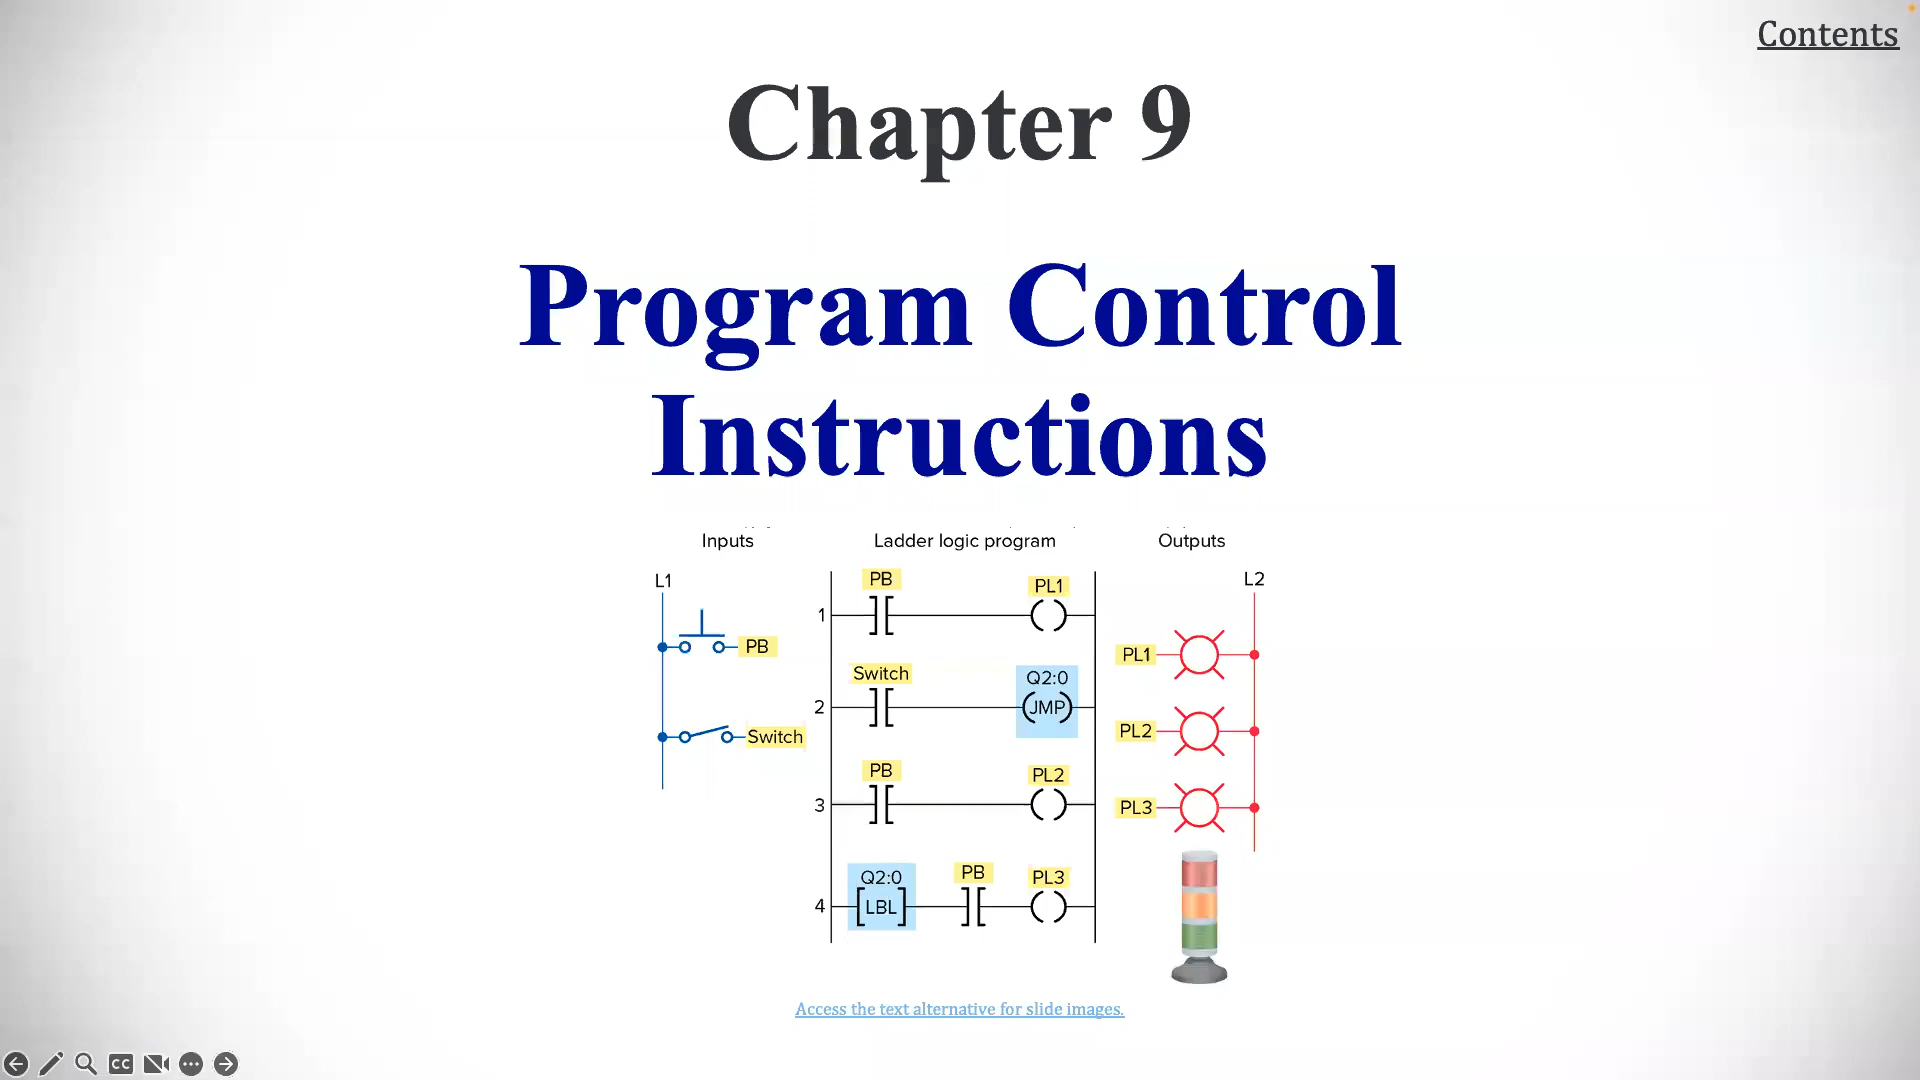 Contents
Chapter 9
Program Control
Instructions
Inputs
Ladder logic program
Outputs
L1
PB
Switch
1
PB
PL1
2
Switch
Q2:0
JMP
3
PB
PL2
4
Q2:0
LBL
PB
PL3
L2
PL1
PL2
PL3
Access the text alternative for slide images.
CC